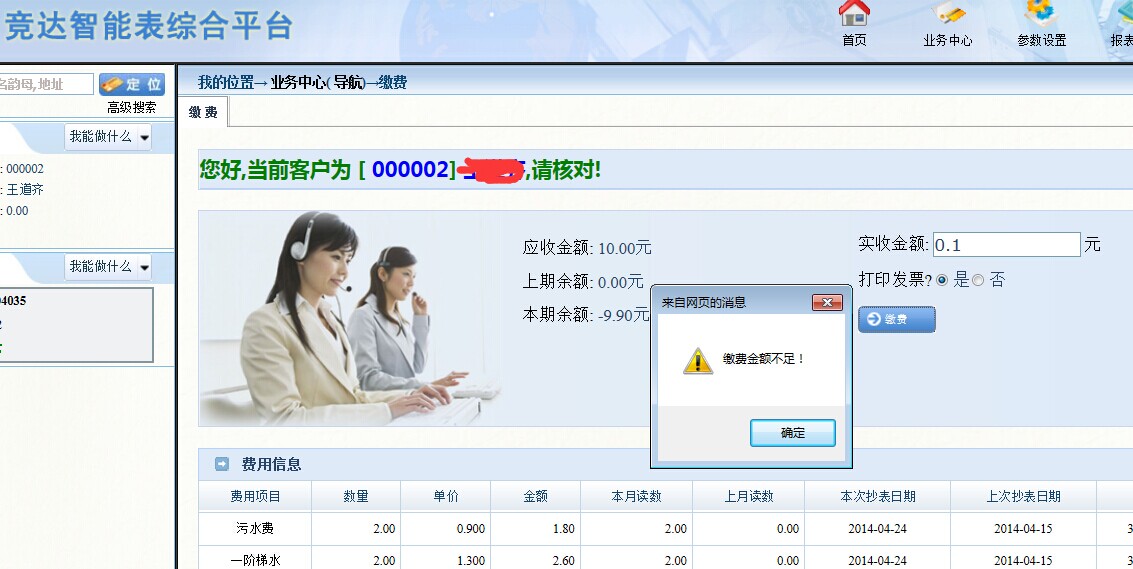 竞达智能表综合平台
首页 业务中心 参数设置 报表
名韵母,地址 定 位
高级搜索
我能做什么
: 000002
: 王道齐
: 0.00
我能做什么
4035
我的位置→业务中心(导航)→缴费
缴 费
您好,当前客户为 [ 000002] ,请核对!
应收金额: 10.00元
上期余额: 0.00元
本期余额: -9.90元
实收金额: 0.1 元
打印发票? 是 否
缴费
来自网页的消息
缴费金额不足！
确定
费用信息
费用项目 数量 单价 金额 本月读数 上月读数 本次抄表日期 上次抄表日期
污水费 2.00 0.900 1.80 2.00 0.00 2014-04-24 2014-04-15 3
一阶梯水 2.00 1.300 2.60 2.00 0.00 2014-04-24 2014-04-15 3